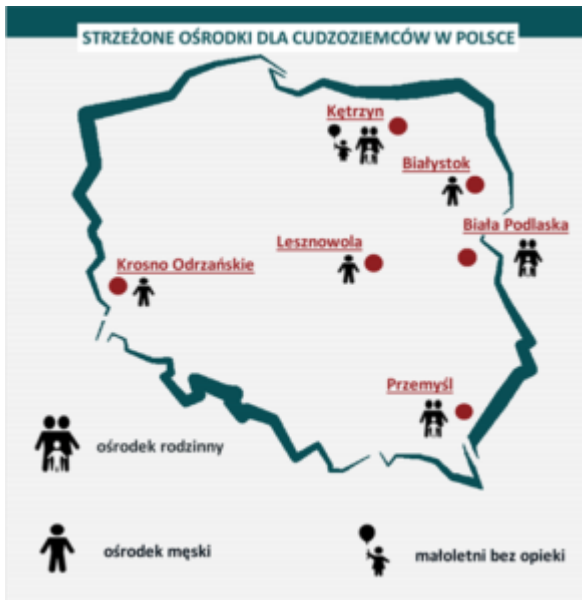 STRZEŻONE OŚRODKI DLA CUDZOZIEMCÓW W POLSCE
Kętrzyn
Białystok
Biała Podlaska
Lesznowola
Krosno Odrzańskie
Przemyśl
ośrodek rodzinny
ośrodek męski
małoletni bez opieki